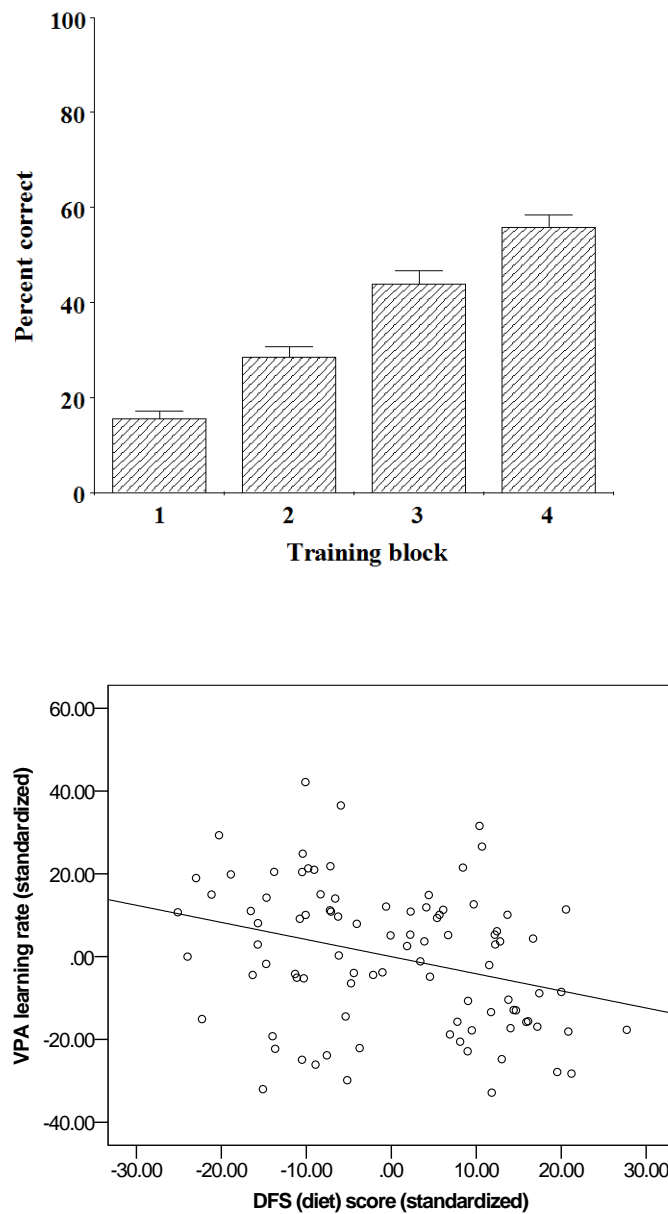 100
80
60
40
20
0
Percent correct
1 2 3 4
Training block
60.00
40.00
20.00
.00
-20.00
-40.00
VPA learning rate (standardized)
-30.00 -20.00 -10.00 .00 10.00 20.00 30.00
DFS (diet) score (standardized)